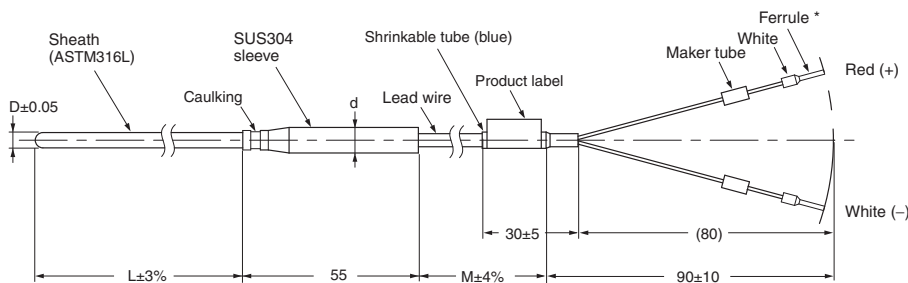 Ferrule *
Sheath
(ASTM316L)
SUS304
sleeve
Shrinkable tube (blue)
White
Maker tube
Red (+)
Product label
D±0.05
Caulking
d
Lead wire
White (–)
30±5
(80)
L±3%
55
M±4%
90±10